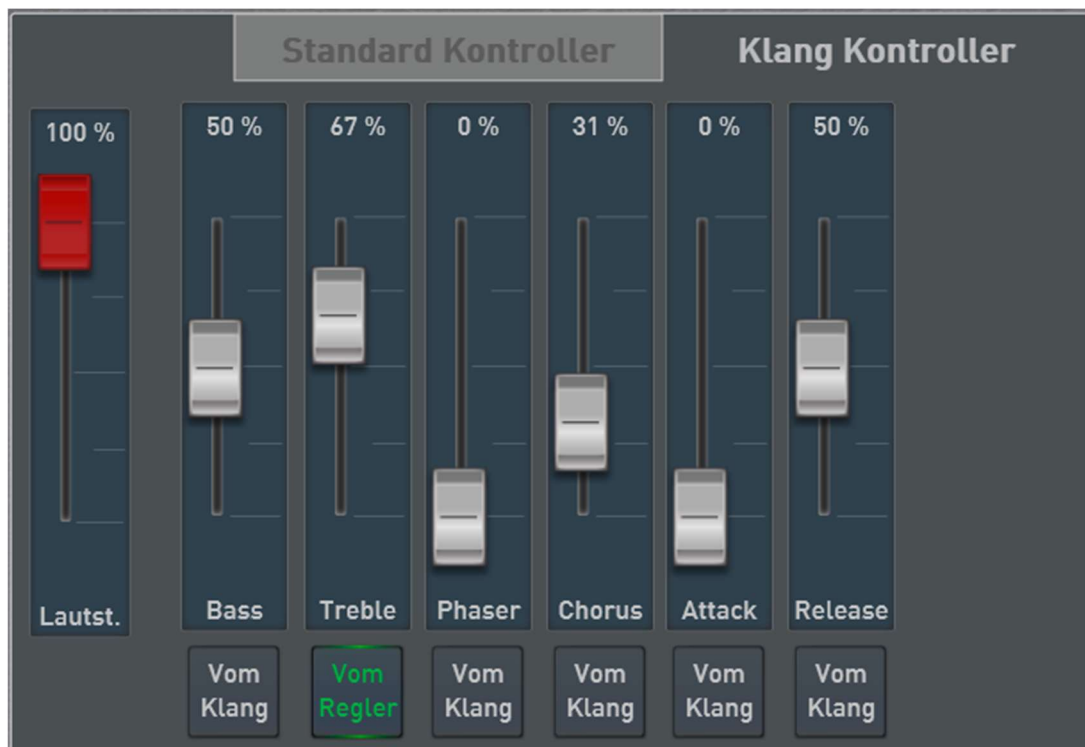 Standard Kontroller
Klang Kontroller
100 %
50 %
67 %
0 %
31 %
0 %
50 %
Lautst.
Bass
Treble
Phaser
Chorus
Attack
Release
Vom
Klang
Vom
Regler
Vom
Klang
Vom
Klang
Vom
Klang
Vom
Klang